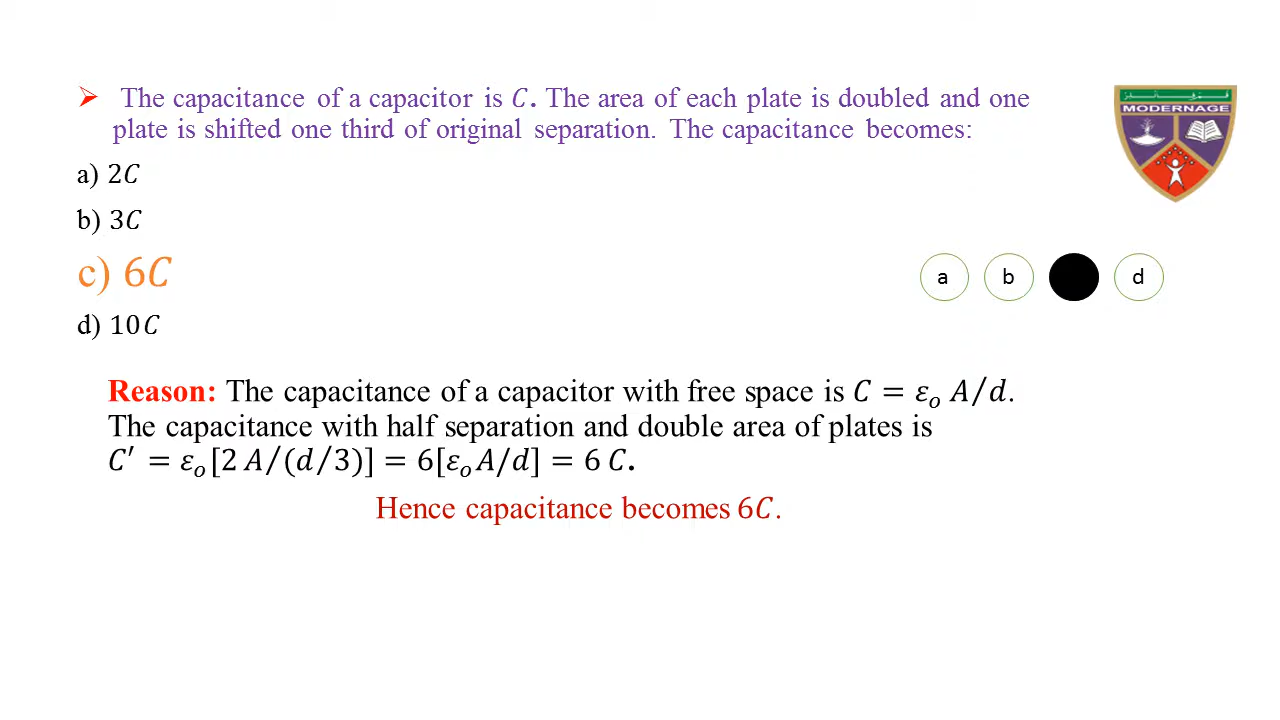 ➢ The capacitance of a capacitor is 𝐶. The area of each plate is doubled and one
plate is shifted one third of original separation. The capacitance becomes:
MODERNAGE
a) 2𝐶
b) 3𝐶
c) 6𝐶
a b d
d) 10𝐶
Reason: The capacitance of a capacitor with free space is 𝐶 = 𝜀ₒ 𝐴/𝑑.
The capacitance with half separation and double area of plates is
𝐶′ = 𝜀ₒ[2 𝐴/(𝑑/3)] = 6[𝜀ₒ𝐴/𝑑] = 6 𝐶.
Hence capacitance becomes 6𝐶.